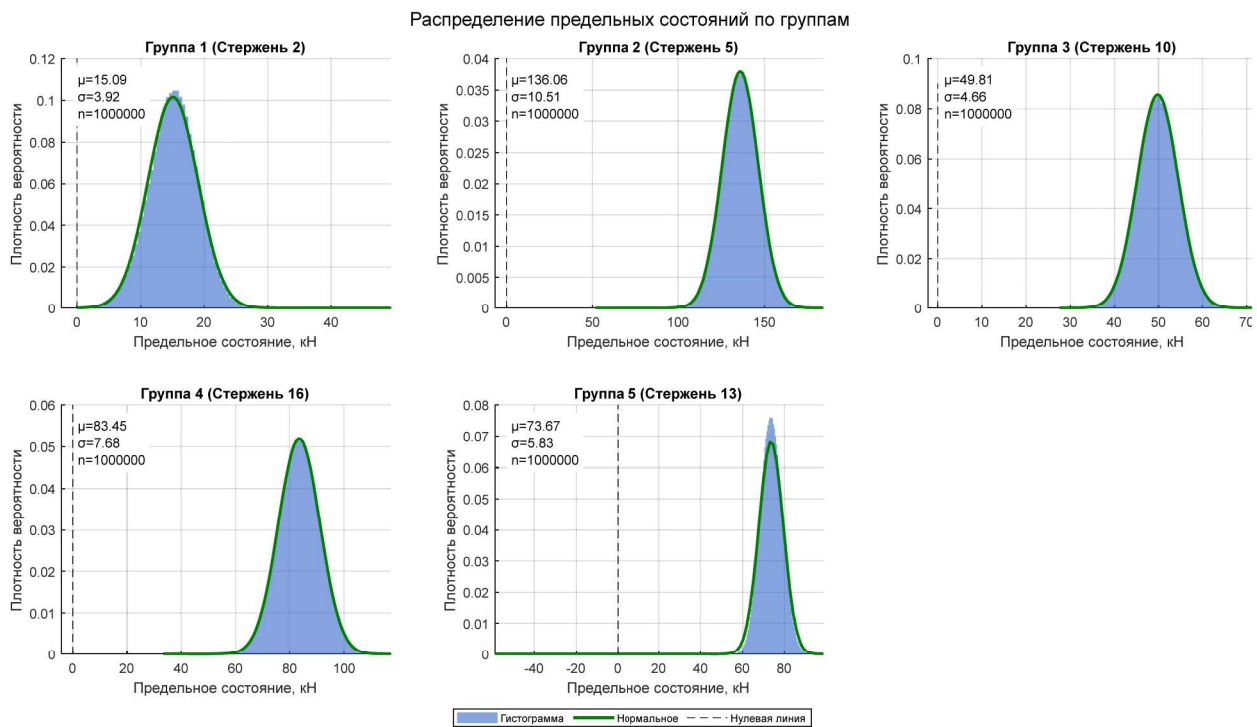 Распределение предельных состояний по группам
Группа 1 (Стержень 2)
μ=15.09
σ=3.92
n=1000000
0.12
0.1
0.08
0.06
0.04
0.02
0
Плотность вероятности
0 10 20 30 40
Предельное состояние, кН
Группа 2 (Стержень 5)
μ=136.06
σ=10.51
n=1000000
0.04
0.035
0.03
0.025
0.02
0.015
0.01
0.005
0
Плотность вероятности
0 50 100 150
Предельное состояние, кН
Группа 3 (Стержень 10)
μ=49.81
σ=4.66
n=1000000
0.1
0.08
0.06
0.04
0.02
0
Плотность вероятности
0 10 20 30 40 50 60 70
Предельное состояние, кН
Группа 4 (Стержень 16)
μ=83.45
σ=7.68
n=1000000
0.06
0.05
0.04
0.03
0.02
0.01
0
Плотность вероятности
0 20 40 60 80 100
Предельное состояние, кН
Группа 5 (Стержень 13)
μ=73.67
σ=5.83
n=1000000
0.08
0.07
0.06
0.05
0.04
0.03
0.02
0.01
0
Плотность вероятности
-40 -20 0 20 40 60 80
Предельное состояние, кН
Гистограмма Нормальное Нулевая линия